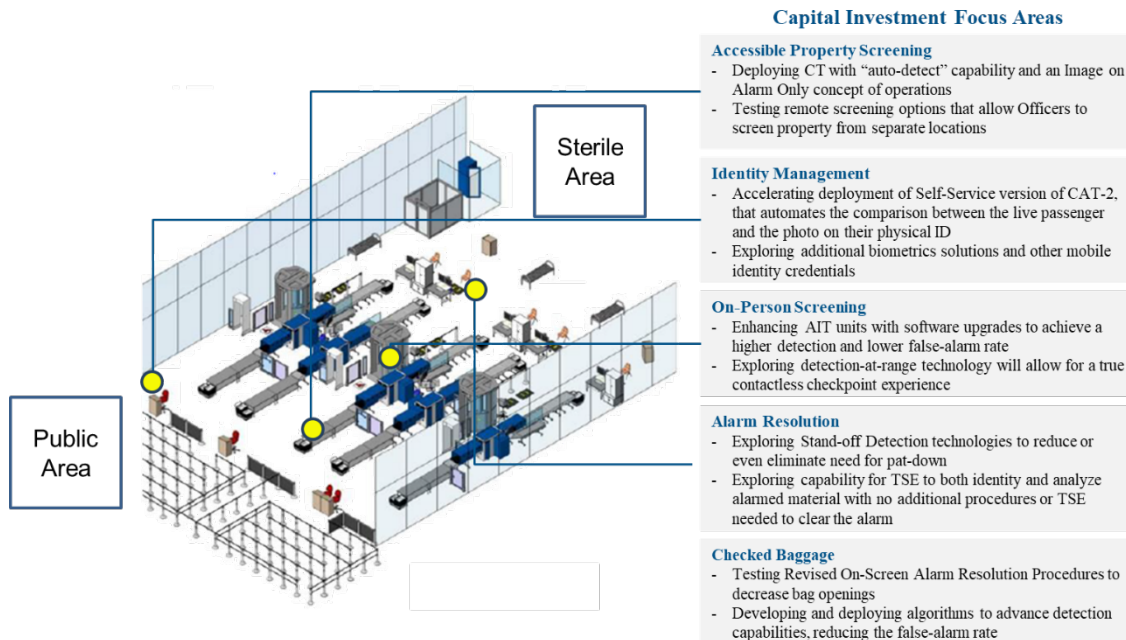 Capital Investment Focus Areas
Accessible Property Screening
- Deploying CT with “auto-detect” capability and an Image on
Alarm Only concept of operations
- Testing remote screening options that allow Officers to
screen property from separate locations
Identity Management
- Accelerating deployment of Self-Service version of CAT-2,
that automates the comparison between the live passenger
and the photo on their physical ID
- Exploring additional biometrics solutions and other mobile
identity credentials
On-Person Screening
- Enhancing AIT units with software upgrades to achieve a
higher detection and lower false-alarm rate
- Exploring detection-at-range technology will allow for a true
contactless checkpoint experience
Alarm Resolution
- Exploring Stand-off Detection technologies to reduce or
even eliminate need for pat-down
- Exploring capability for TSE to both identity and analyze
alarmed material with no additional procedures or TSE
needed to clear the alarm
Checked Baggage
- Testing Revised On-Screen Alarm Resolution Procedures to
decrease bag openings
- Developing and deploying algorithms to advance detection
capabilities, reducing the false-alarm rate
Sterile
Area
Public
Area